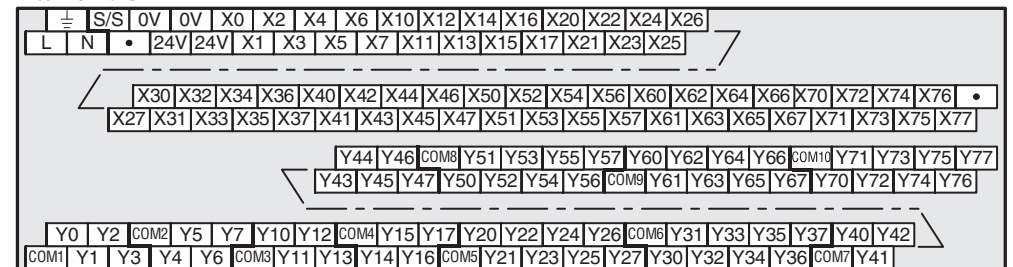 S/S 0V 0V X0 X2 X4 X6 X10 X12 X14 X16 X20 X22 X24 X26
L N • 24V 24V X1 X3 X5 X7 X11 X13 X15 X17 X21 X23 X25
X30 X32 X34 X36 X40 X42 X44 X46 X50 X52 X54 X56 X60 X62 X64 X66 X70 X72 X74 X76 •
X27 X31 X33 X35 X37 X41 X43 X45 X47 X51 X53 X55 X57 X61 X63 X65 X67 X71 X73 X75 X77
Y44 Y46 COM8 Y51 Y53 Y55 Y57 Y60 Y62 Y64 Y66 COM10 Y71 Y73 Y75 Y77
Y43 Y45 Y47 Y50 Y52 Y54 Y56 COM9 Y61 Y63 Y65 Y67 Y70 Y72 Y74 Y76
Y0 Y2 COM2 Y5 Y7 Y10 Y12 COM4 Y15 Y17 Y20 Y22 Y24 Y26 COM6 Y31 Y33 Y35 Y37 Y40 Y42
COM1 Y1 Y3 Y4 Y6 COM3 Y11 Y13 Y14 Y16 COM5 Y21 Y23 Y25 Y27 Y30 Y32 Y34 Y36 COM7 Y41